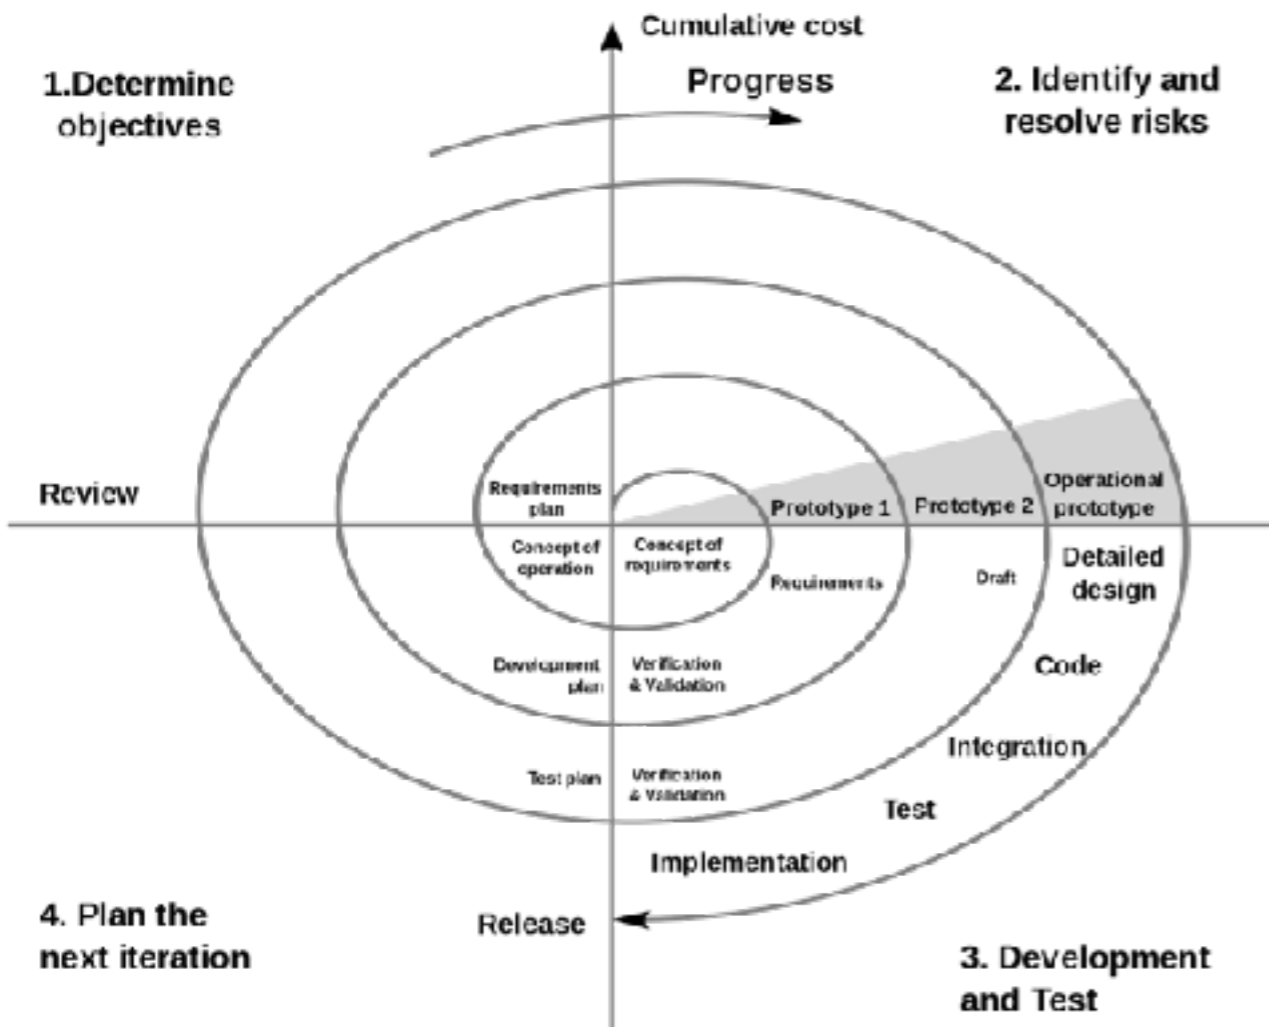 Cumulative cost
Progress
1.Determine
objectives
2. Identify and
resolve risks
Review
Requirements
plan
Prototype 1
Prototype 2
Operational
prototype
Concept of
operation
Concept of
requirements
Requirements
Draft
Detailed
design
Development
plan
Verification
& Validation
Code
Integration
Test plan
Verification
& Validation
Test
Implementation
Release
4. Plan the
next iteration
3. Development
and Test